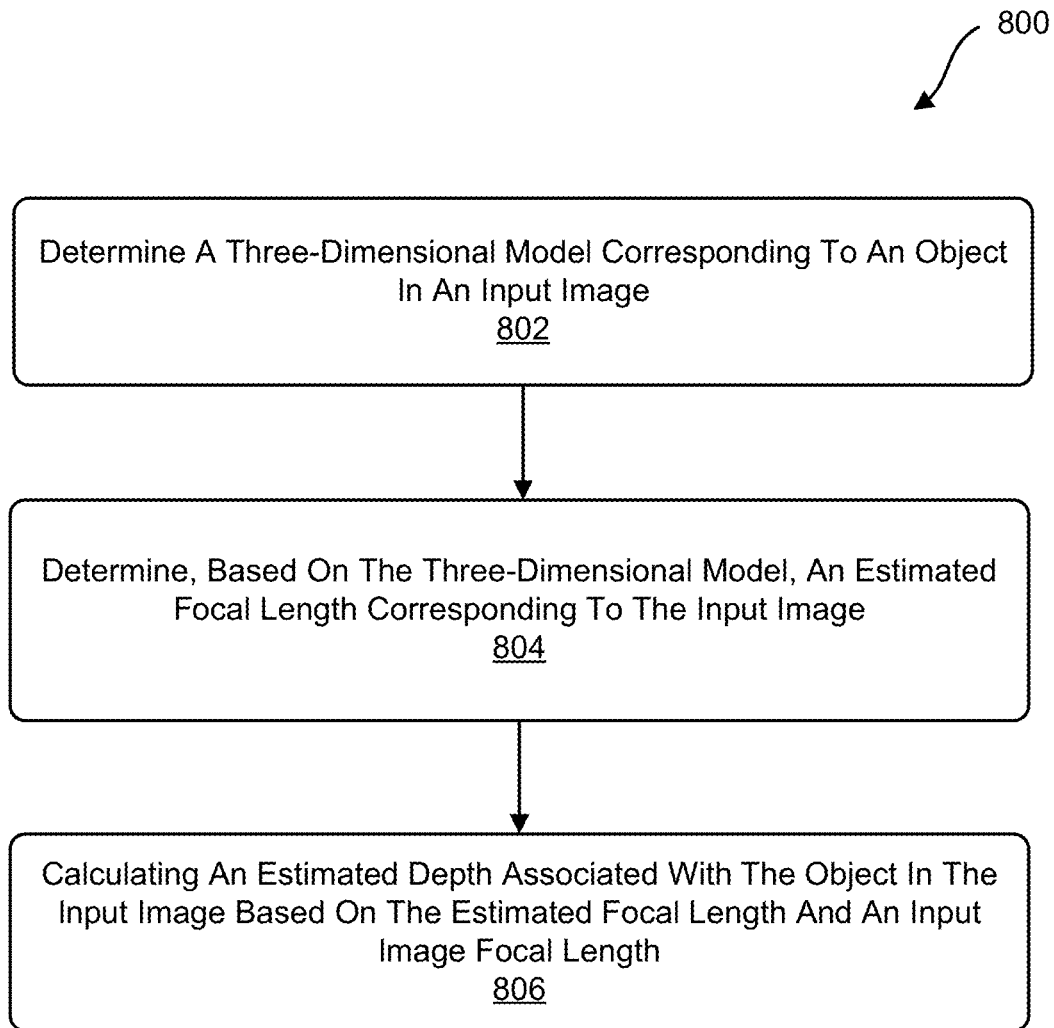 800
Determine A Three-Dimensional Model Corresponding To An Object
In An Input Image
802
Determine, Based On The Three-Dimensional Model, An Estimated
Focal Length Corresponding To The Input Image
804
Calculating An Estimated Depth Associated With The Object In The
Input Image Based On The Estimated Focal Length And An Input
Image Focal Length
806